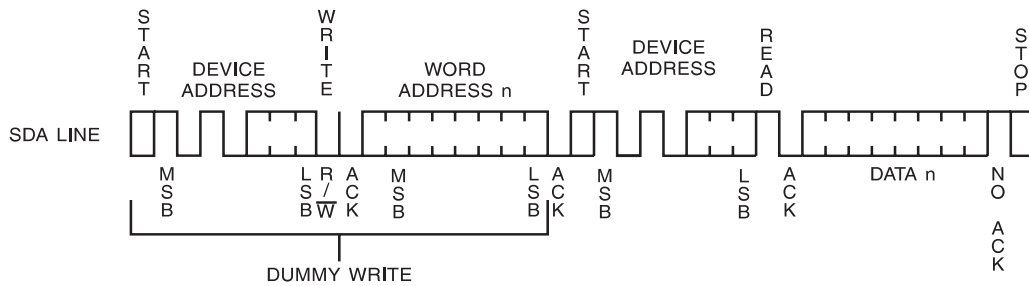 START
DEVICE
ADDRESS
WRITE
WORD
ADDRESS n
START
DEVICE
ADDRESS
READ
STOP
SDA LINE
MSB
LSB
R/W
ACK
MSB
LSB
ACK
MSB
LSB
ACK
DATA n
NO ACK
DUMMY WRITE